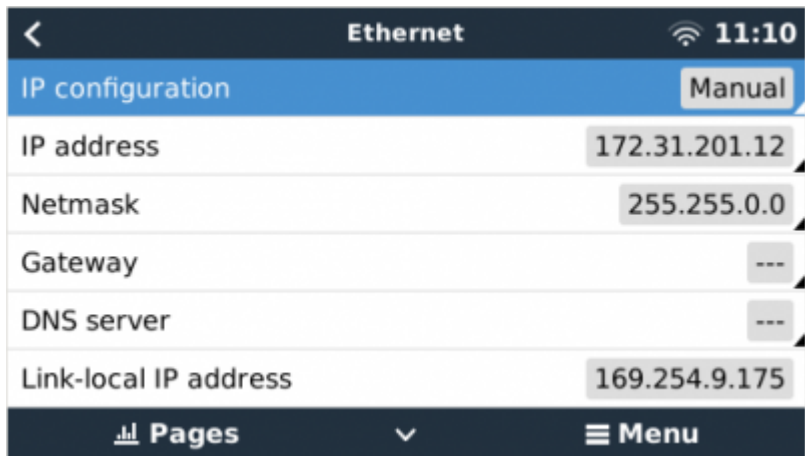 Ethernet 11:10
IP configuration Manual
IP address 172.31.201.12
Netmask 255.255.0.0
Gateway ---
DNS server ---
Link-local IP address 169.254.9.175
Pages Menu